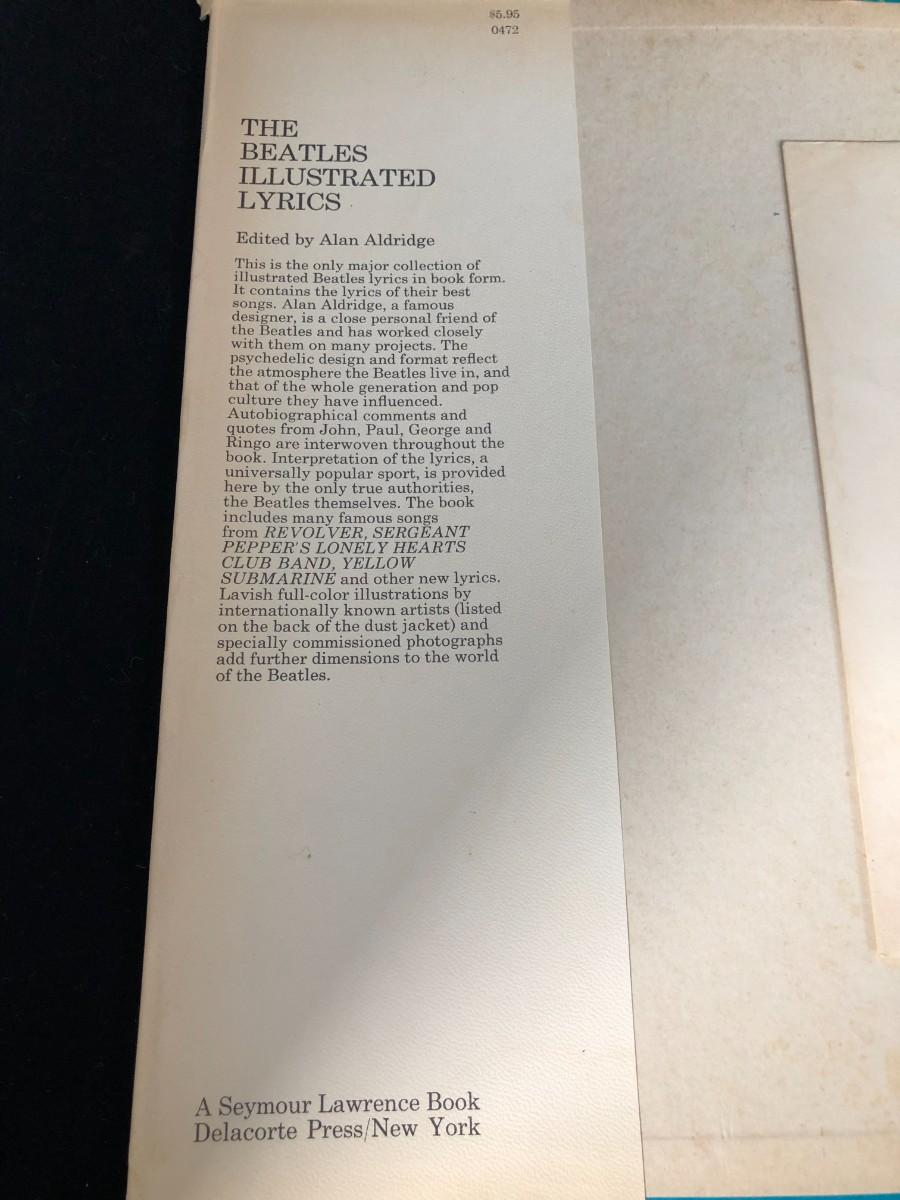 $5.95
0472
THE
BEATLES
ILLUSTRATED
LYRICS
Edited by Alan Aldridge
This is the only major collection of
illustrated Beatles lyrics in book form.
It contains the lyrics of their best
songs. Alan Aldridge, a famous
designer, is a close personal friend of
the Beatles and has worked closely
with them on many projects. The
psychedelic design and format reflect
the atmosphere the Beatles live in, and
that of the whole generation and pop
culture they have influenced.
Autobiographical comments and
quotes from John, Paul, George and
Ringo are interwoven throughout the
book. Interpretation of the lyrics, a
universally popular sport, is provided
here by the only true authorities,
the Beatles themselves. The book
includes many famous songs
from REVOLVER, SERGEANT
PEPPER'S LONELY HEARTS
CLUB BAND, YELLOW
SUBMARINE and other new lyrics.
Lavish full-color illustrations by
internationally known artists (listed
on the back of the dust jacket) and
specially commissioned photographs
add further dimensions to the world
of the Beatles.
A Seymour Lawrence Book
Delacorte Press/New York